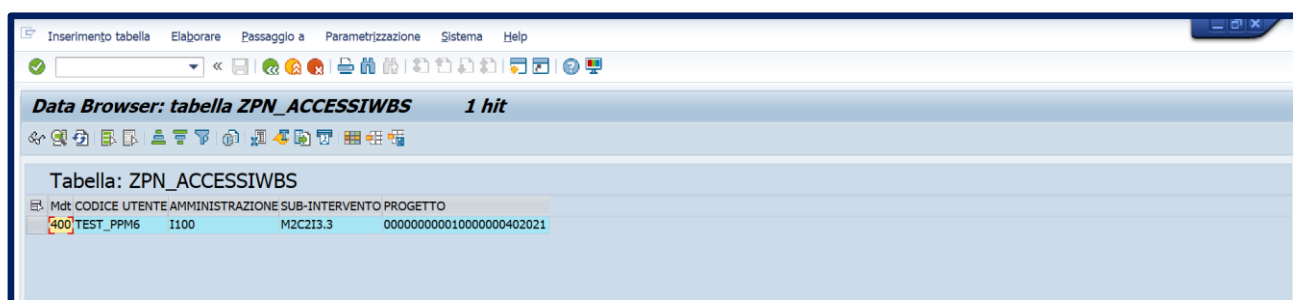 Inserimento tabella Elaborare Passaggio a Parametrizzazione Sistema Help
Data Browser: tabella ZPN_ACCESSIWBS 1 hit
Tabella: ZPN_ACCESSIWBS
Mdt CODICE UTENTE AMMINISTRAZIONE SUB-INTERVENTO PROGETTO
400 TEST_PPM6 I100 M2C2I3.3 000000000010000000402021